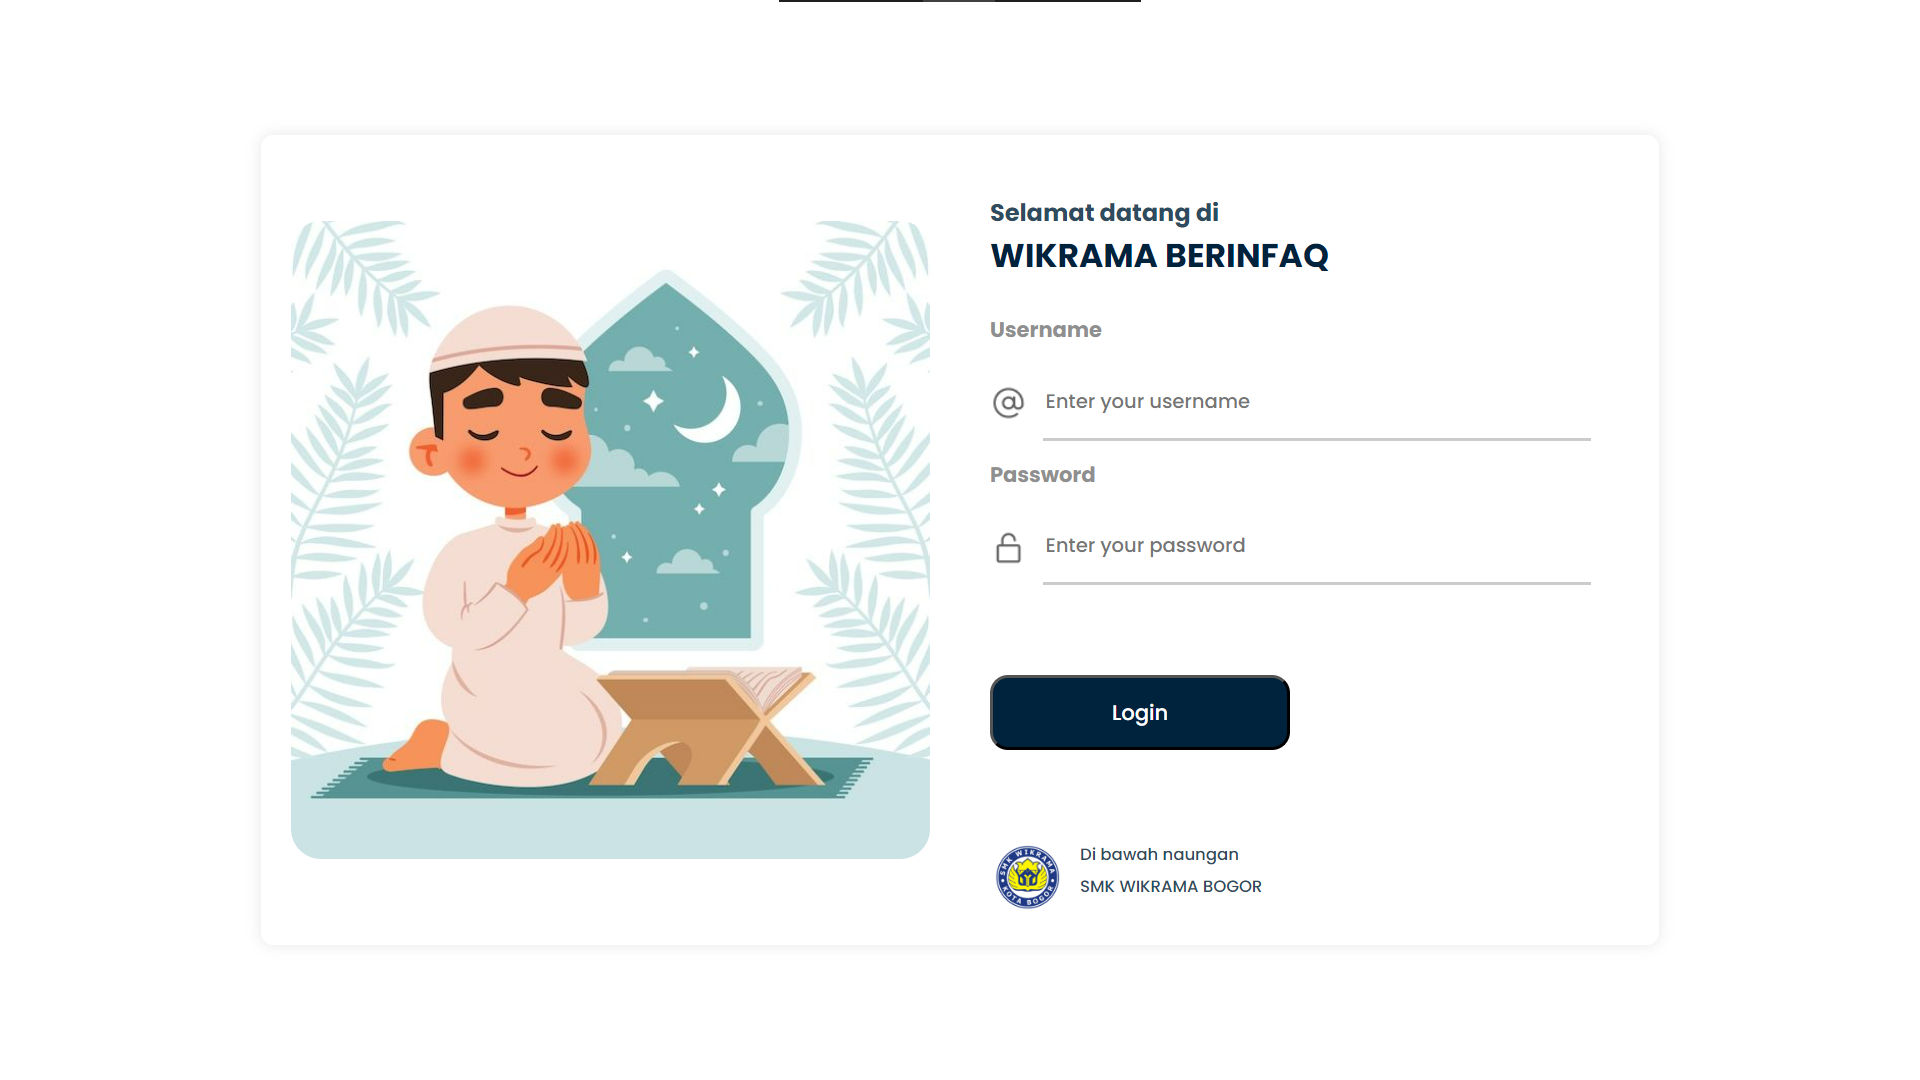 Selamat datang di
WIKRAMA BERINFAQ
Username
Enter your username
Password
Enter your password
Login
Di bawah naungan
SMK WIKRAMA BOGOR
SMK WIKRAMA
KOTA BOGOR